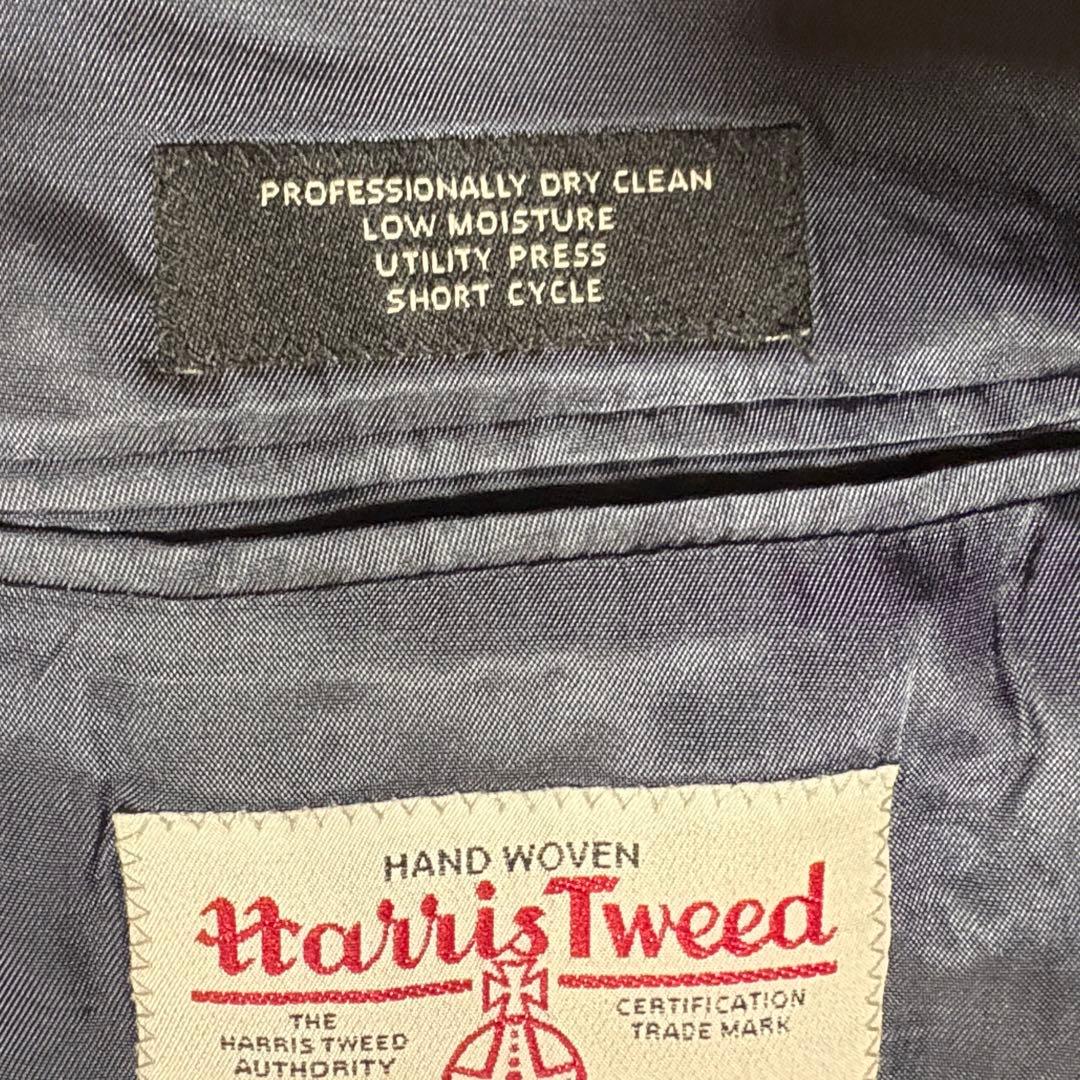 PROFESSIONALLY DRY CLEAN
LOW MOISTURE
UTILITY PRESS
SHORT CYCLE
HAND WOVEN
Harris Tweed
THE
HARRIS TWEED
AUTHORITY
CERTIFICATION
TRADE MARK